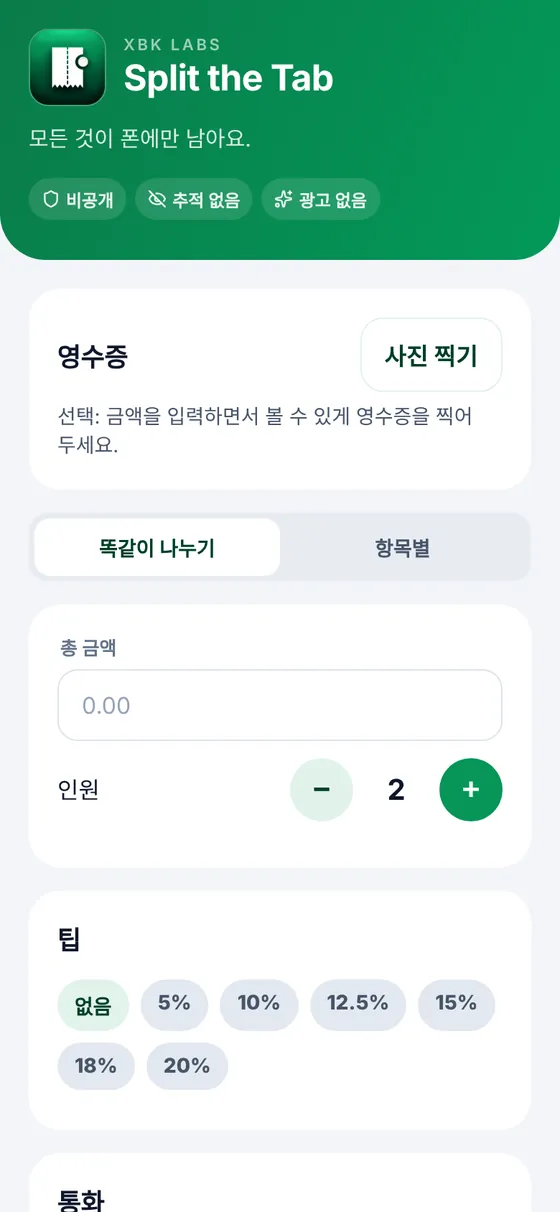 XBK LABS
Split the Tab
모든 것이 폰에만 남아요.
비공개
추적 없음
광고 없음
영수증
사진 찍기
선택: 금액을 입력하면서 볼 수 있게 영수증을 찍어
두세요.
똑같이 나누기
항목별
총 금액
0.00
인원
−
2
+
팁
없음
5%
10%
12.5%
15%
18%
20%
통화